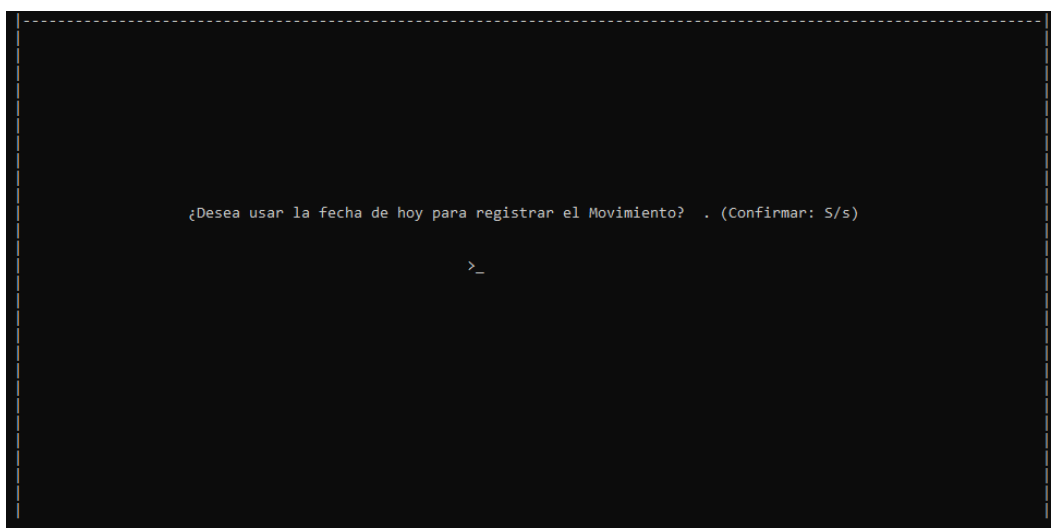 ¿Desea usar la fecha de hoy para registrar el Movimiento?  . (Confirmar: S/s)
>_